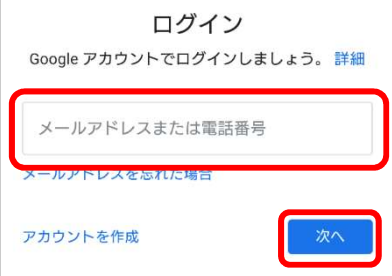 ログイン
Google アカウントでログインしましょう。 詳細
メールアドレスまたは電話番号
メールアドレスを忘れた場合
アカウントを作成
次へ